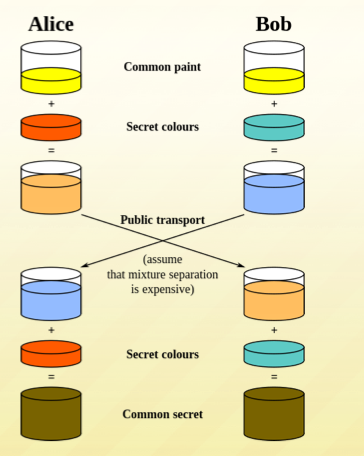 Alice Bob
Common paint
+ +
Secret colours
= =
Public transport
(assume
that mixture separation
is expensive)
+ +
Secret colours
= =
Common secret